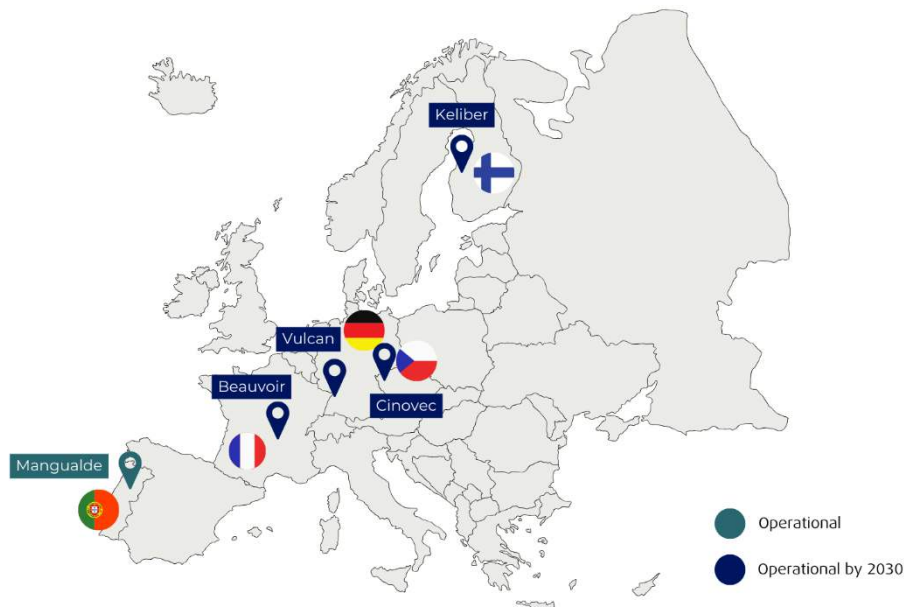 Keliber
Vulcan
Beauvoir
Cinovec
Mangualde
Operational
Operational by 2030